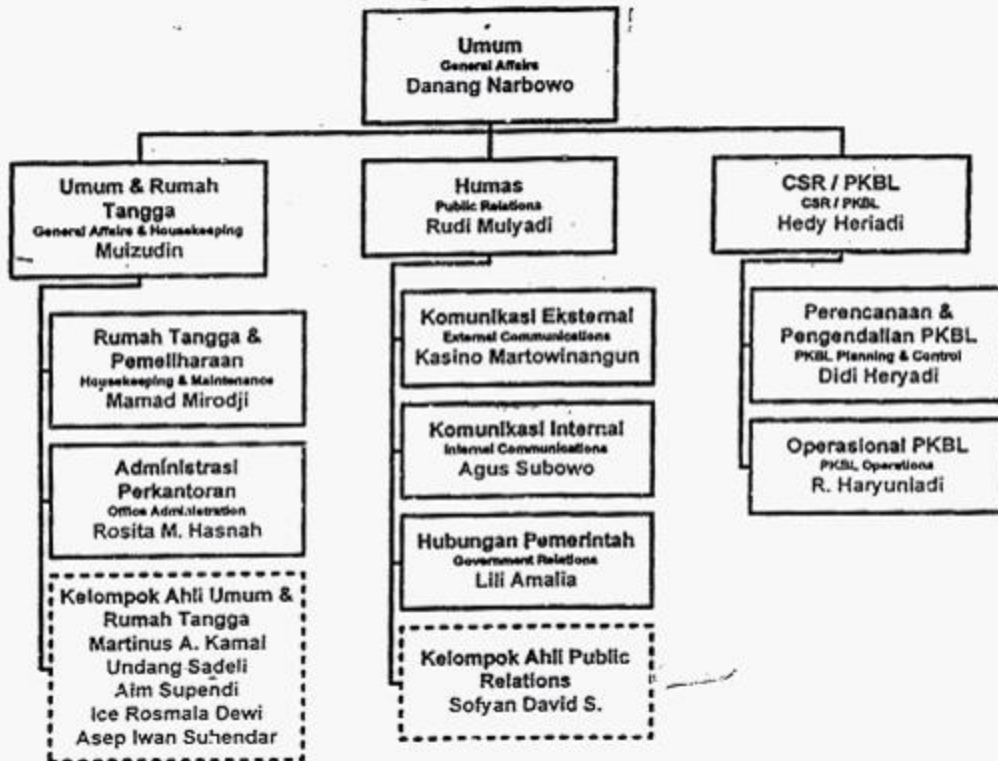 Umum
General Affairs
Danang Narbowo
Umum & Rumah
Tangga
General Affairs & Housekeeping
Muizudin
Rumah Tangga &
Pemeliharaan
Housekeeping & Maintenance
Mamad Mirodji
Administrasi
Perkantoran
Office Administration
Rosita M. Hasnah
Kelompok Ahli Umum &
Rumah Tangga
Martinus A. Kamal
Undang Sadeli
Aim Supendi
Ice Rosmala Dewi
Asep Iwan Suhendar
Humas
Public Relations
Rudi Mulyadi
Komunikasi Eksternal
External Communications
Kasino Martowinangun
Komunikasi Internal
Internal Communications
Agus Subowo
Hubungan Pemerintah
Government Relations
Lili Amalia
Kelompok Ahli Public
Relations
Sofyan David S.
CSR / PKBL
CSR / PKBL
Hedy Heriadi
Perencanaan &
Pengendalian PKBL
PKBL Planning & Control
Didi Heryadi
Operasional PKBL
PKBL Operations
R. Haryuniadi